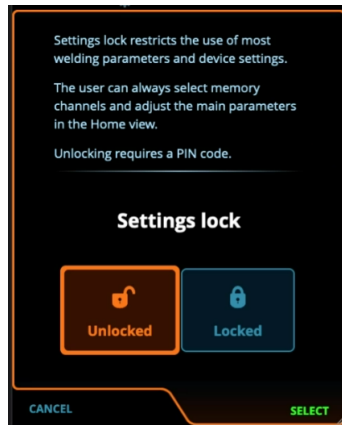 Settings lock restricts the use of most
welding parameters and device settings.
The user can always select memory
channels and adjust the main parameters
in the Home view.
Unlocking requires a PIN code.
Settings lock
Unlocked
Locked
CANCEL
SELECT